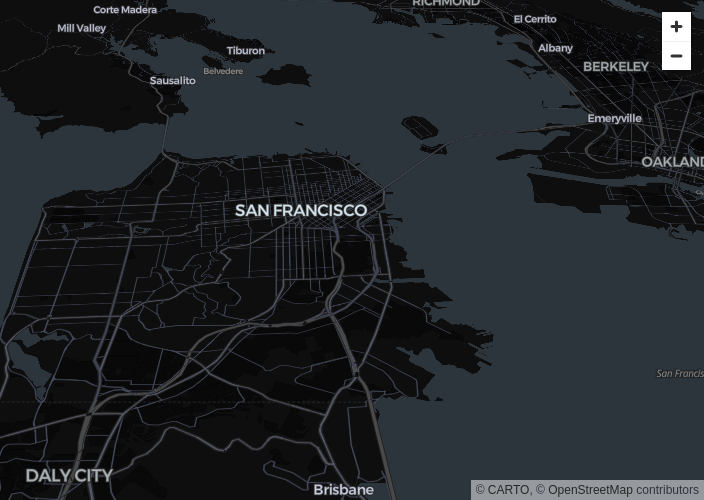 RICHMOND
Corte Madera
El Cerrito
Mill Valley
Tiburon
Albany
BERKELEY
Belvedere
Sausalito
Emeryville
OAKLAND
SAN FRANCISCO
San Francis
DALY CITY
Brisbane
© CARTO, © OpenStreetMap contributors